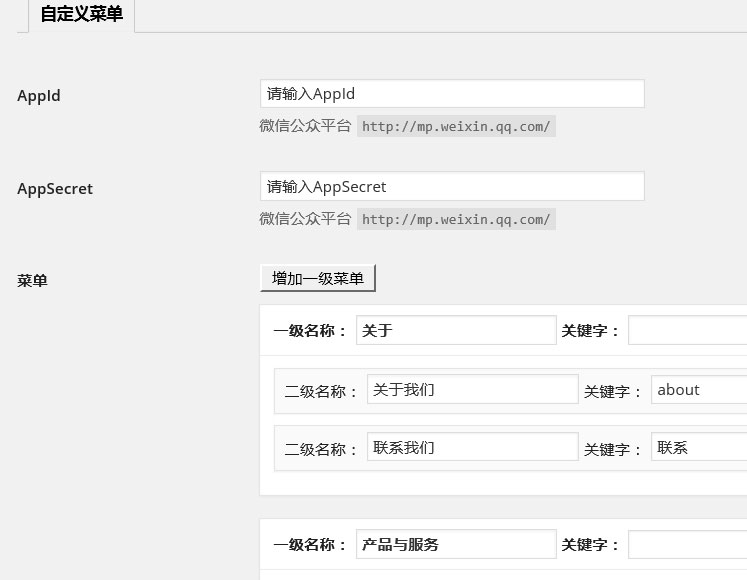 自定义菜单
AppId 请输入AppId
微信公众平台 http://mp.weixin.qq.com/
AppSecret 请输入AppSecret
微信公众平台 http://mp.weixin.qq.com/
菜单 增加一级菜单
一级名称： 关于 关键字：
二级名称： 关于我们 关键字： about
二级名称： 联系我们 关键字： 联系
一级名称： 产品与服务 关键字：